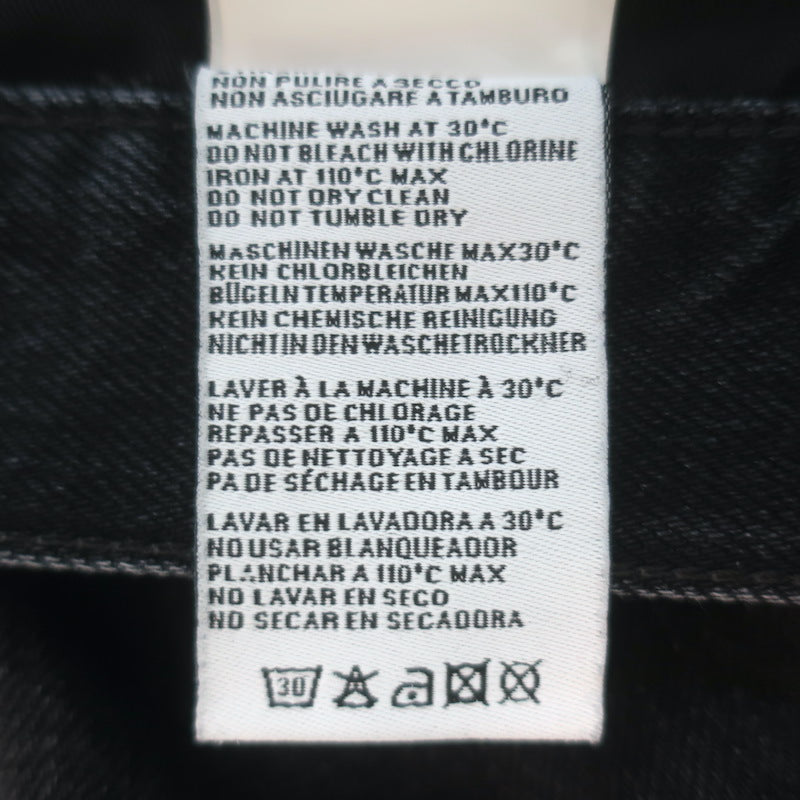 NON PULIRE A SECCO
NON ASCIUGARE A TAMBURO
MACHINE WASH AT 30°C
DO NOT BLEACH WITH CHLORINE
IRON AT 110°C MAX
DO NOT DRY CLEAN
DO NOT TUMBLE DRY
MASCHINEN WASCHE MAX30°C
KEIN CHLORBLEICHEN
BÜGELN TEMPERATUR MAX110°C
KEIN CHEMISCHE REINIGUNG
NICHT IN DEN WASCHETROCKNER
LAVER À LA MACHINE À 30°C
NE PAS DE CHLORAGE
REPASSER A 110°C MAX
PAS DE NETTOYAGE A SEC
PA DE SÉCHAGE EN TAMBOUR
LAVAR EN LAVADORA A 30°C
NO USAR BLANQUEADOR
PLANCHAR A 110°C MAX
NO LAVAR EN SECO
NO SECAR EN SECADORA
30